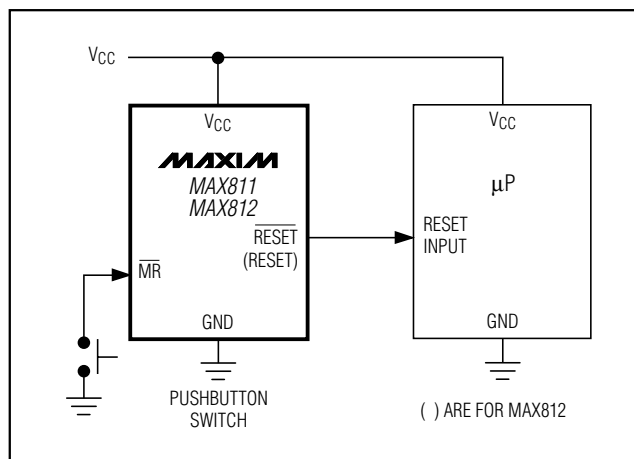 VCC
VCC
MAXIM
MAX811
MAX812
RESET
(RESET)
MR
GND
PUSHBUTTON
SWITCH
VCC
μP
RESET
INPUT
GND
( ) ARE FOR MAX812